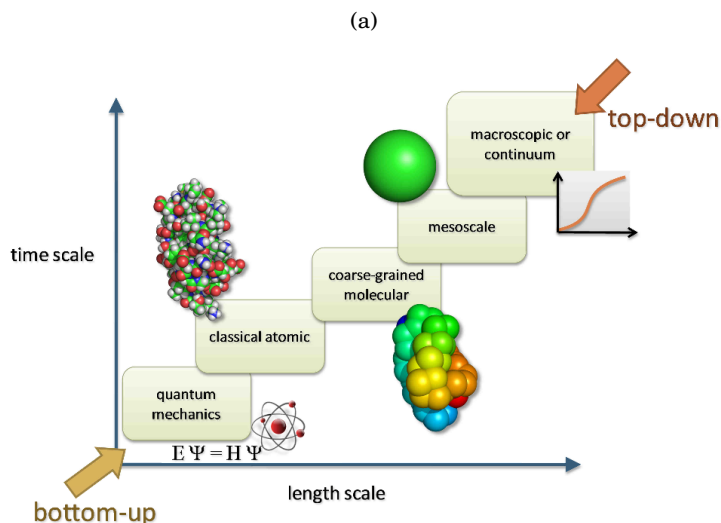 (a)
top-down
macroscopic or
continuum
mesoscale
time scale
coarse-grained
molecular
classical atomic
quantum
mechanics
E Ψ = H Ψ
length scale
bottom-up